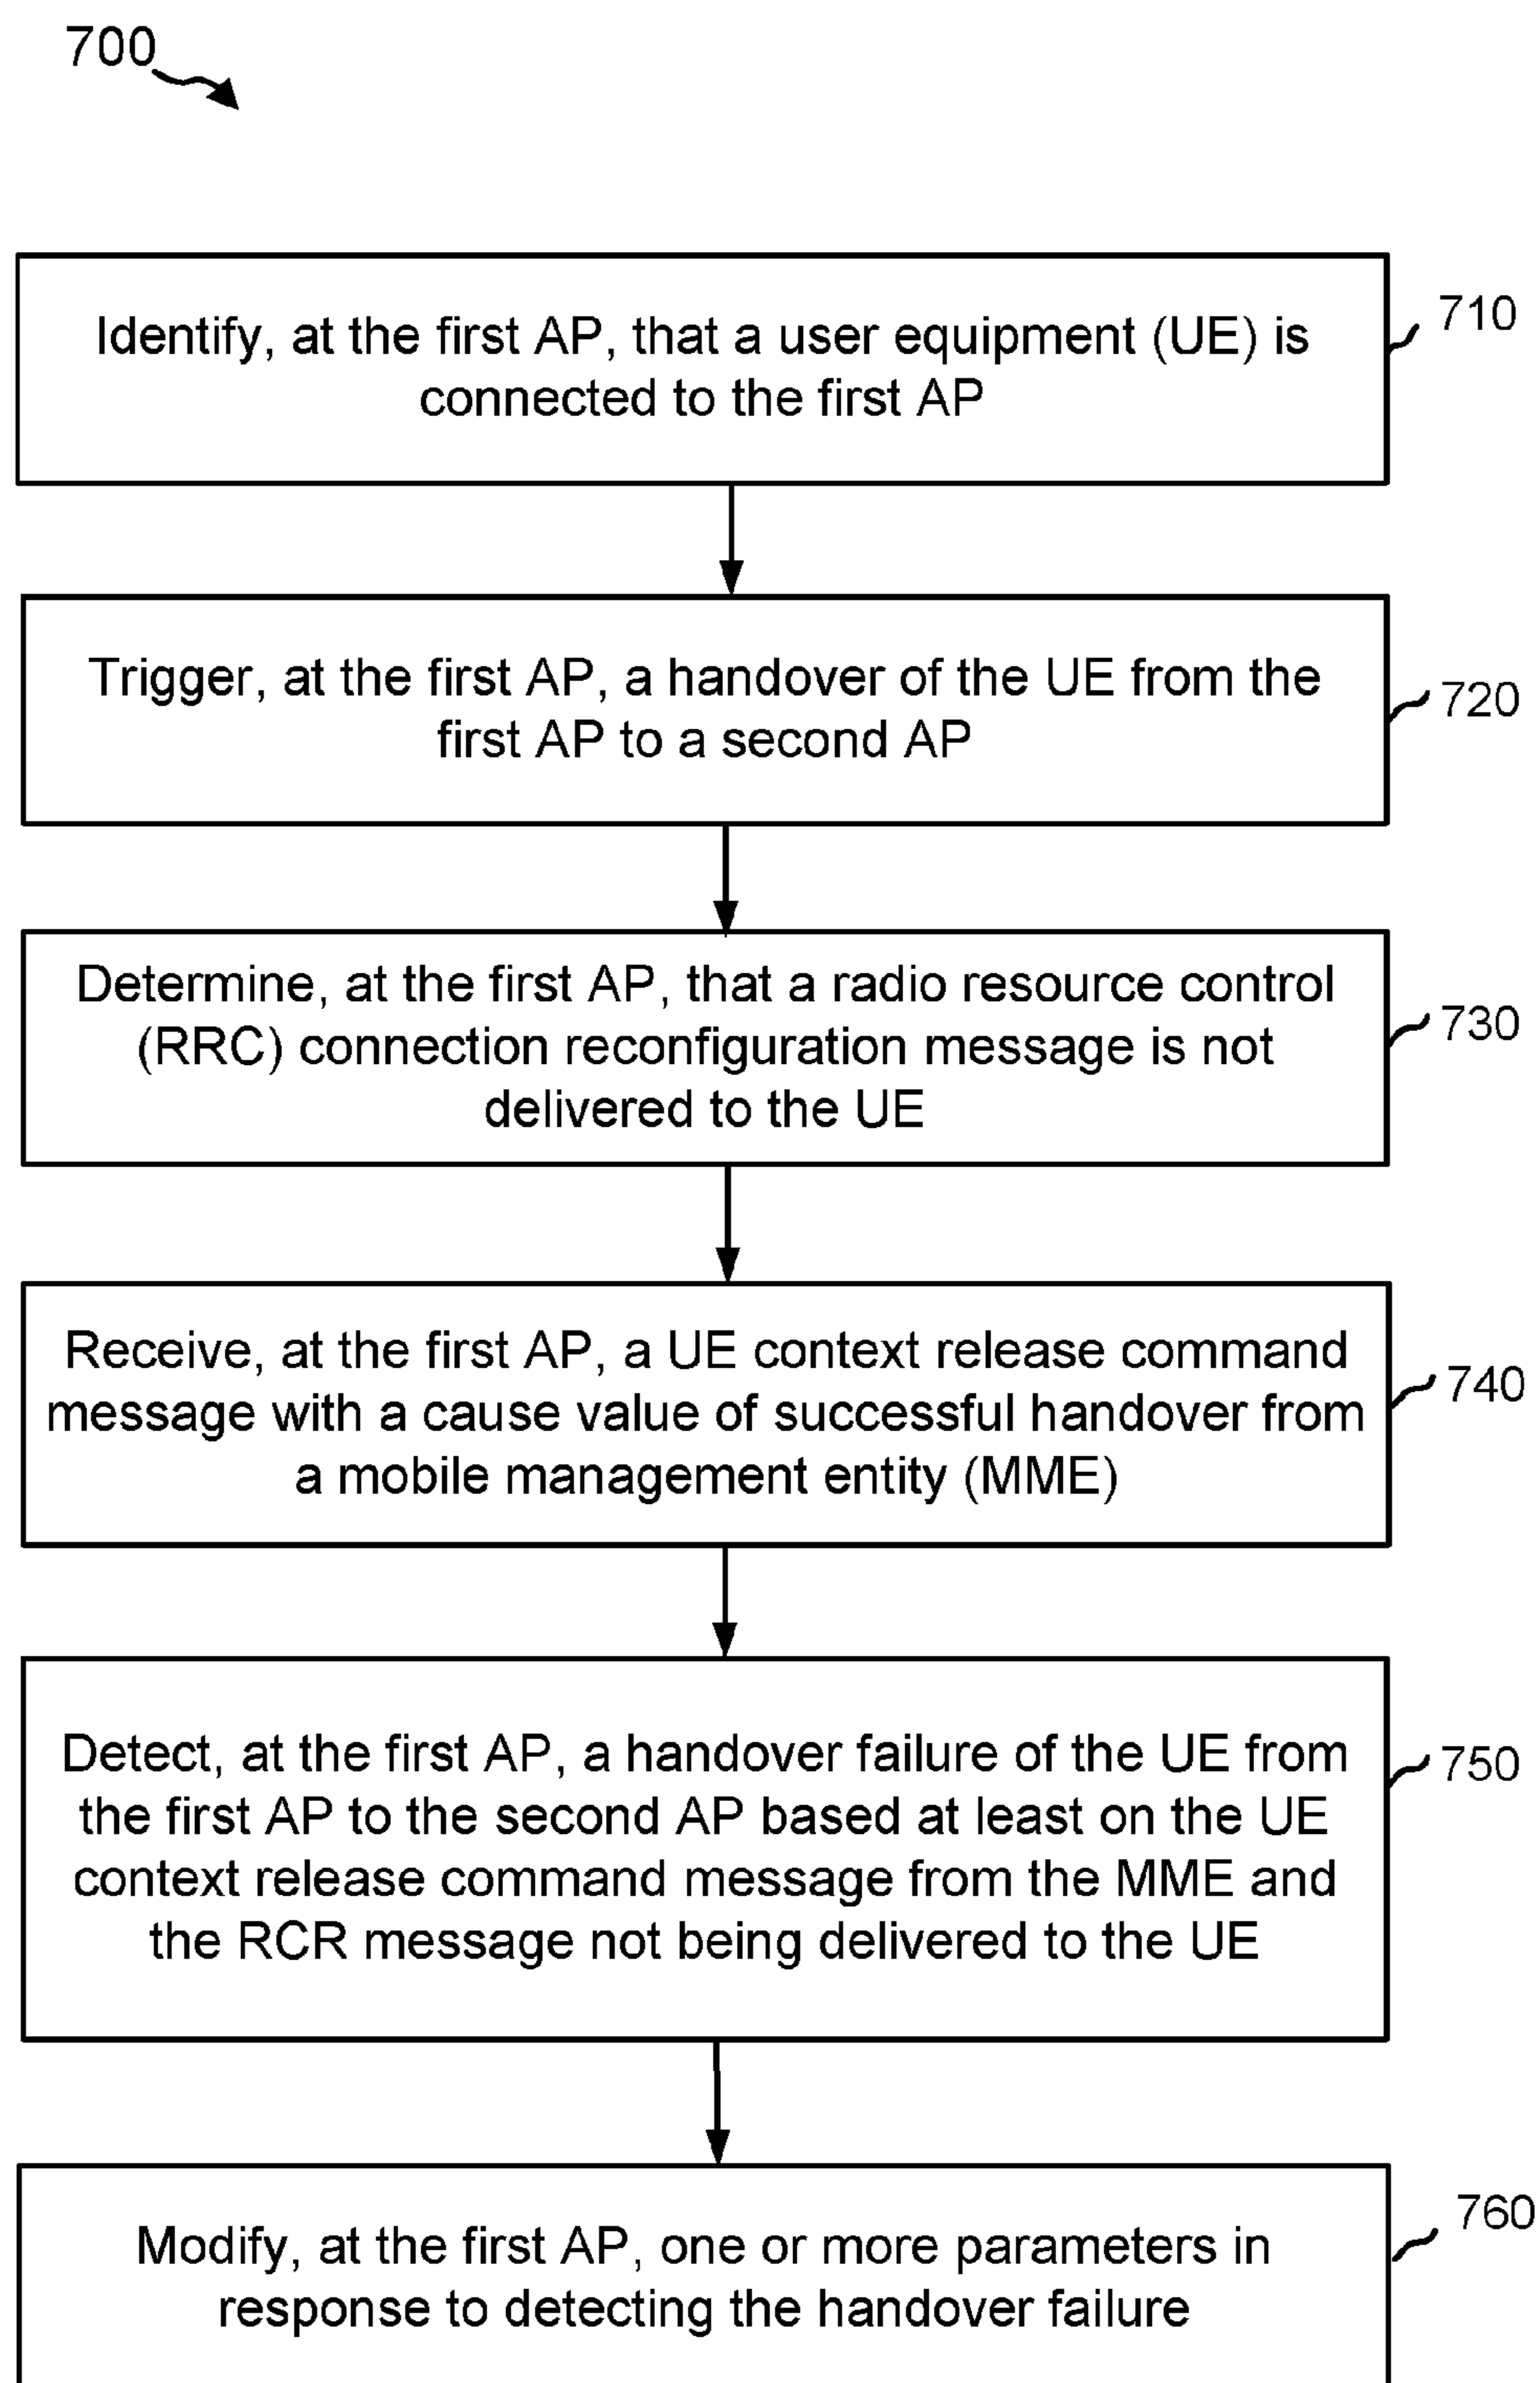 700
Identify, at the first AP, that a user equipment (UE) is
connected to the first AP
710
Trigger, at the first AP, a handover of the UE from the
first AP to a second AP
720
Determine, at the first AP, that a radio resource control
(RRC) connection reconfiguration message is not
delivered to the UE
730
Receive, at the first AP, a UE context release command
message with a cause value of successful handover from
a mobile management entity (MME)
740
Detect, at the first AP, a handover failure of the UE from
the first AP to the second AP based at least on the UE
context release command message from the MME and
the RCR message not being delivered to the UE
750
Modify, at the first AP, one or more parameters in
response to detecting the handover failure
760